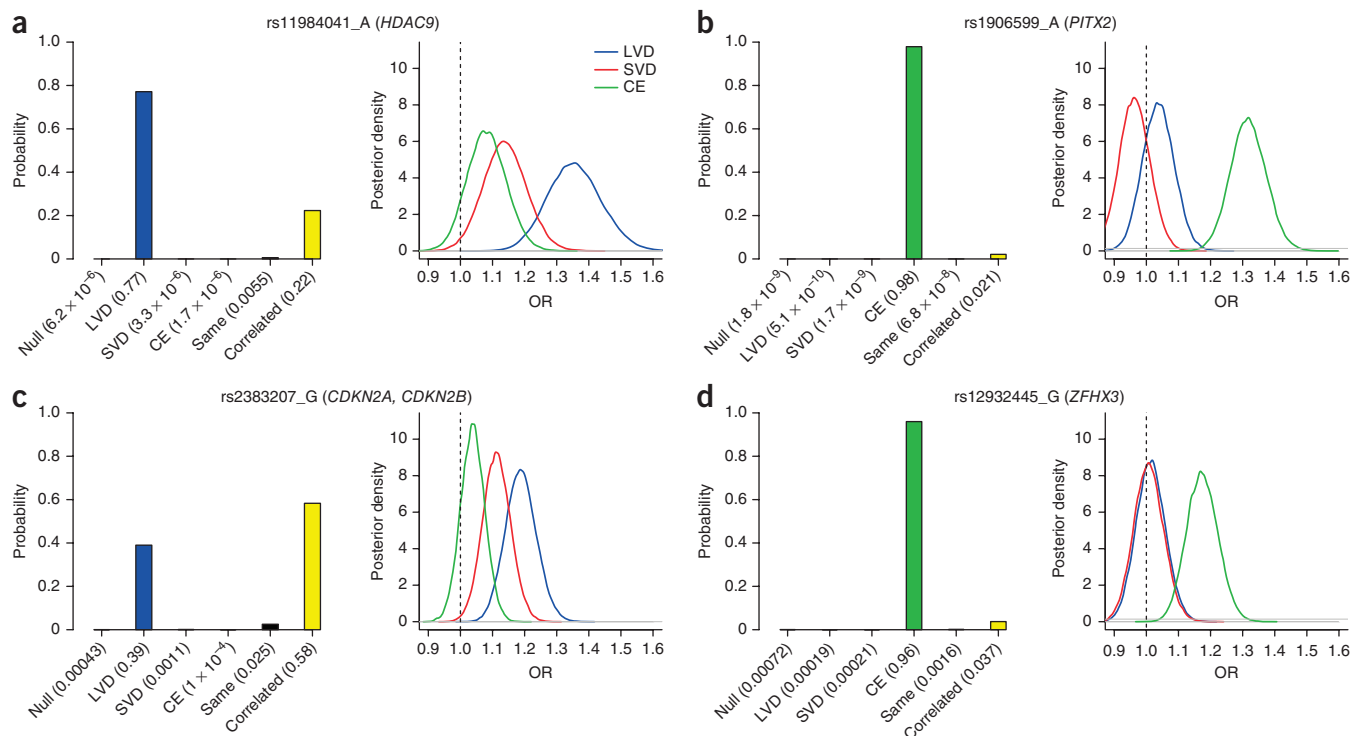 a
rs11984041_A (HDAC9)
Probability
1.0
0.8
0.6
0.4
0.2
0
Null (6.2 × 10⁻⁶)
LVD (0.77)
SVD (3.3 × 10⁻⁶)
CE (1.7 × 10⁻⁶)
Same (0.0055)
Correlated (0.22)
Posterior density
10
8
6
4
2
0
0.9 1.0 1.1 1.2 1.3 1.4 1.5 1.6
OR
LVD
SVD
CE
b
rs1906599_A (PITX2)
Probability
1.0
0.8
0.6
0.4
0.2
0
Null (1.8 × 10⁻⁹)
LVD (5.1 × 10⁻¹⁰)
SVD (1.7 × 10⁻⁹)
CE (0.98)
Same (6.8 × 10⁻⁸)
Correlated (0.021)
Posterior density
10
8
6
4
2
0
0.9 1.0 1.1 1.2 1.3 1.4 1.5 1.6
OR
c
rs2383207_G (CDKN2A, CDKN2B)
Probability
1.0
0.8
0.6
0.4
0.2
0
Null (0.00043)
LVD (0.39)
SVD (0.0011)
CE (1 × 10⁻⁴)
Same (0.025)
Correlated (0.58)
Posterior density
10
8
6
4
2
0
0.9 1.0 1.1 1.2 1.3 1.4 1.5 1.6
OR
d
rs12932445_G (ZFHX3)
Probability
1.0
0.8
0.6
0.4
0.2
0
Null (0.00072)
LVD (0.00019)
SVD (0.00021)
CE (0.96)
Same (0.0016)
Correlated (0.037)
Posterior density
10
8
6
4
2
0
0.9 1.0 1.1 1.2 1.3 1.4 1.5 1.6
OR